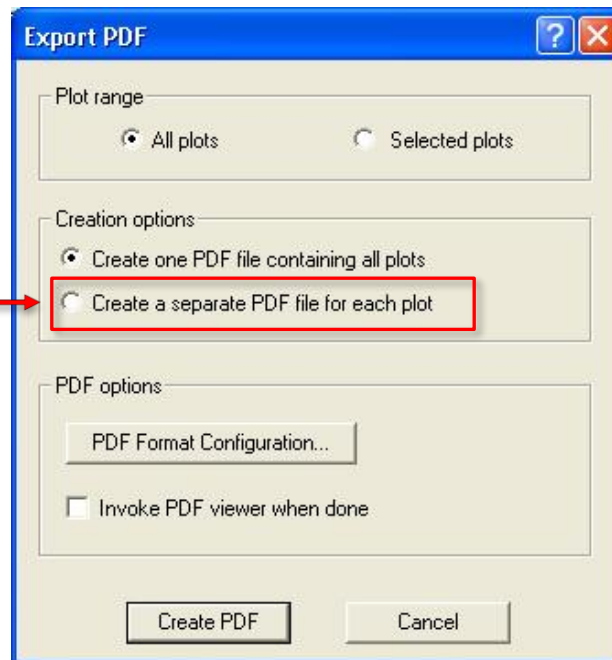 Export PDF
?
Plot range
All plots
Selected plots
Creation options
Create one PDF file containing all plots
Create a separate PDF file for each plot
PDF options
PDF Format Configuration...
Invoke PDF viewer when done
Create PDF
Cancel